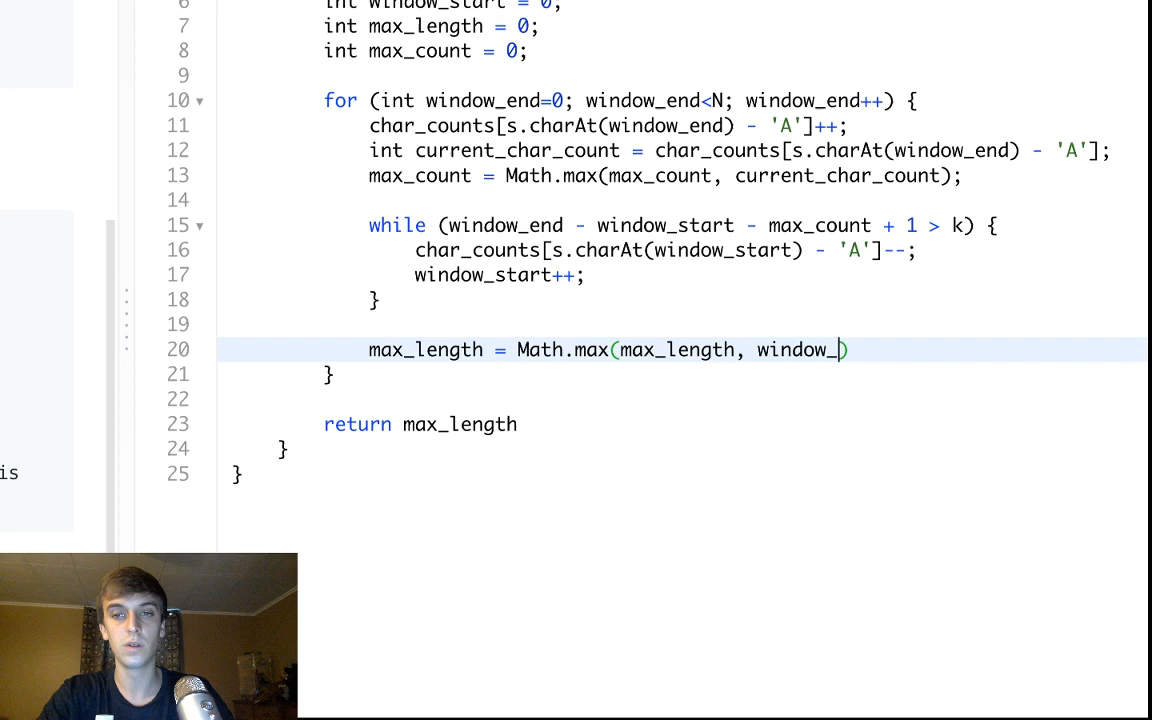 6 int window_start = 0;
7 int max_length = 0;
8 int max_count = 0;
9
10 for (int window_end=0; window_end<N; window_end++) {
11 char_counts[s.charAt(window_end) - 'A']++;
12 int current_char_count = char_counts[s.charAt(window_end) - 'A'];
13 max_count = Math.max(max_count, current_char_count);
14
15 while (window_end - window_start - max_count + 1 > k) {
16 char_counts[s.charAt(window_start) - 'A']--;
17 window_start++;
18 }
19
20 max_length = Math.max(max_length, window_)
21 }
22
23 return max_length
24 }
25 }
is